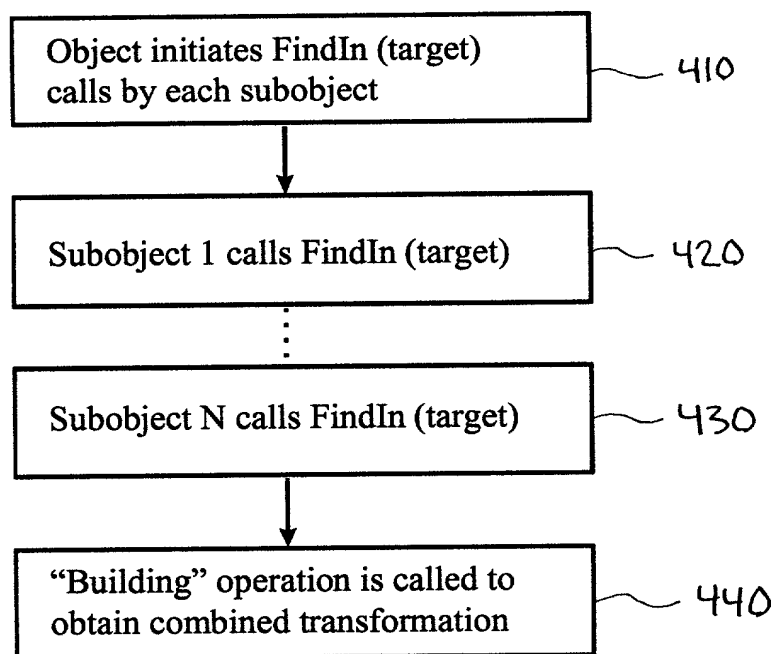 Object initiates FindIn (target)
calls by each subobject
410
Subobject 1 calls FindIn (target)
420
Subobject N calls FindIn (target)
430
“Building” operation is called to
obtain combined transformation
440